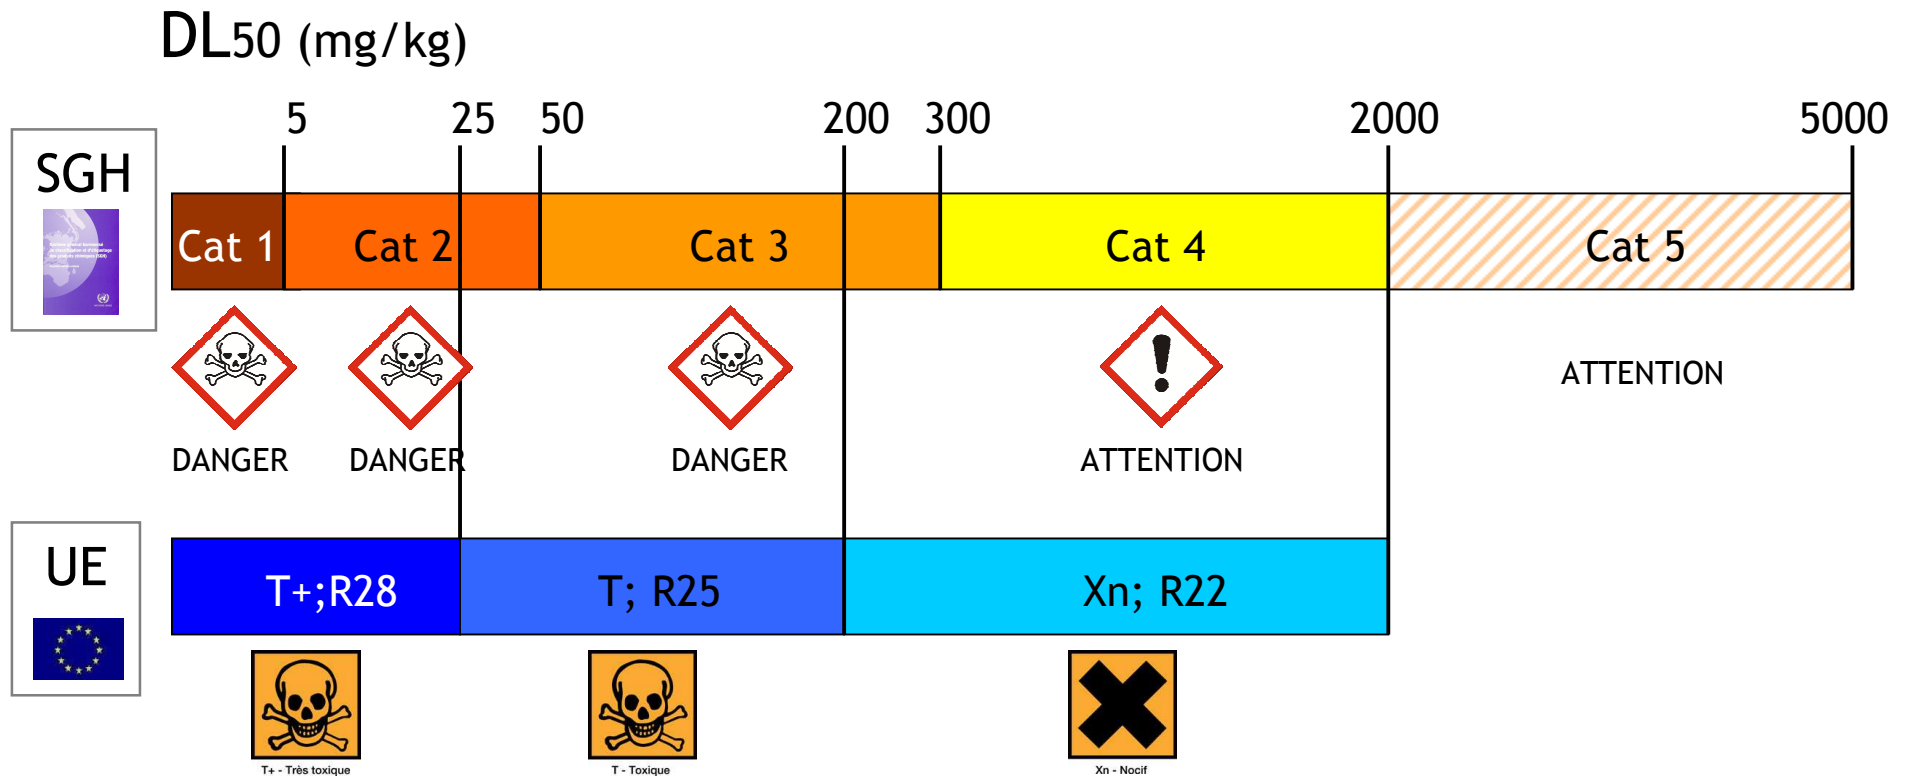 DL50 (mg/kg)
5 25 50 200 300 2000 5000
SGH
Cat 1 Cat 2 Cat 3 Cat 4 Cat 5
ATTENTION
DANGER DANGER DANGER ATTENTION
UE
T+;R28 T; R25 Xn; R22
T+ - Très toxique T - Toxique Xn - Nocif